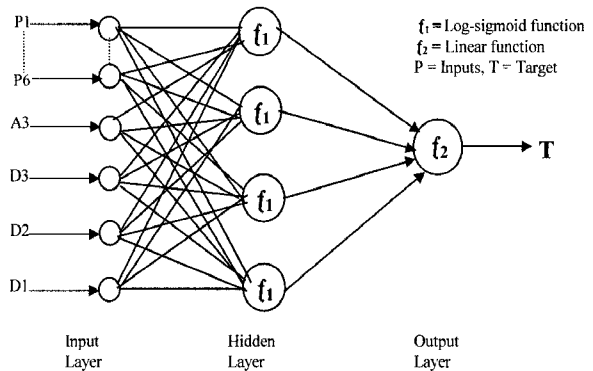 P1
P6
A3
D3
D2
D1
f1
f1
f1
f1
f2
T
f1 = Log-sigmoid function
f2 = Linear function
P = Inputs, T = Target
Input
Layer
Hidden
Layer
Output
Layer